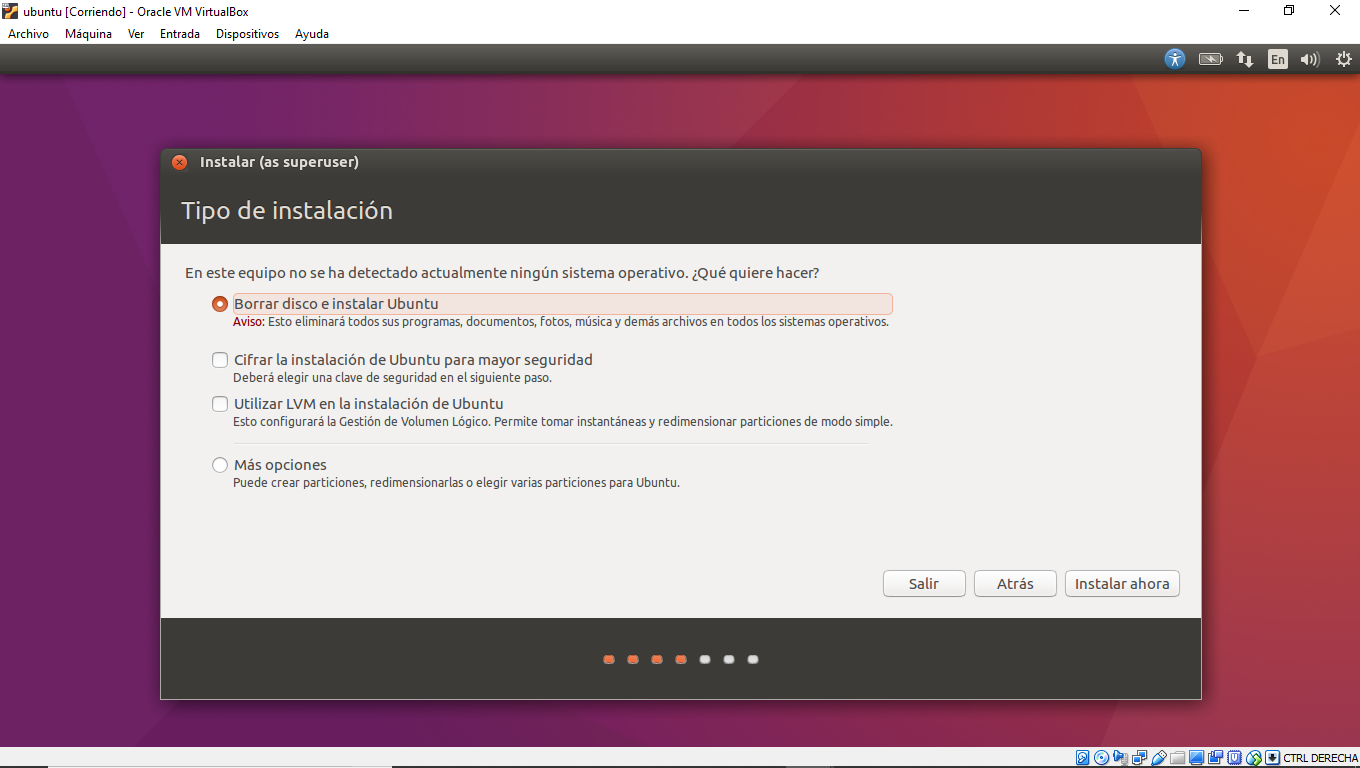 ubuntu [Corriendo] - Oracle VM VirtualBox
Archivo Máquina Ver Entrada Dispositivos Ayuda
En
Instalar (as superuser)
Tipo de instalación
En este equipo no se ha detectado actualmente ningún sistema operativo. ¿Qué quiere hacer?
Borrar disco e instalar Ubuntu
Aviso: Esto eliminará todos sus programas, documentos, fotos, música y demás archivos en todos los sistemas operativos.
Cifrar la instalación de Ubuntu para mayor seguridad
Deberá elegir una clave de seguridad en el siguiente paso.
Utilizar LVM en la instalación de Ubuntu
Esto configurará la Gestión de Volumen Lógico. Permite tomar instantáneas y redimensionar particiones de modo simple.
Más opciones
Puede crear particiones, redimensionarlas o elegir varias particiones para Ubuntu.
Salir Atrás Instalar ahora
CTRL DERECHA